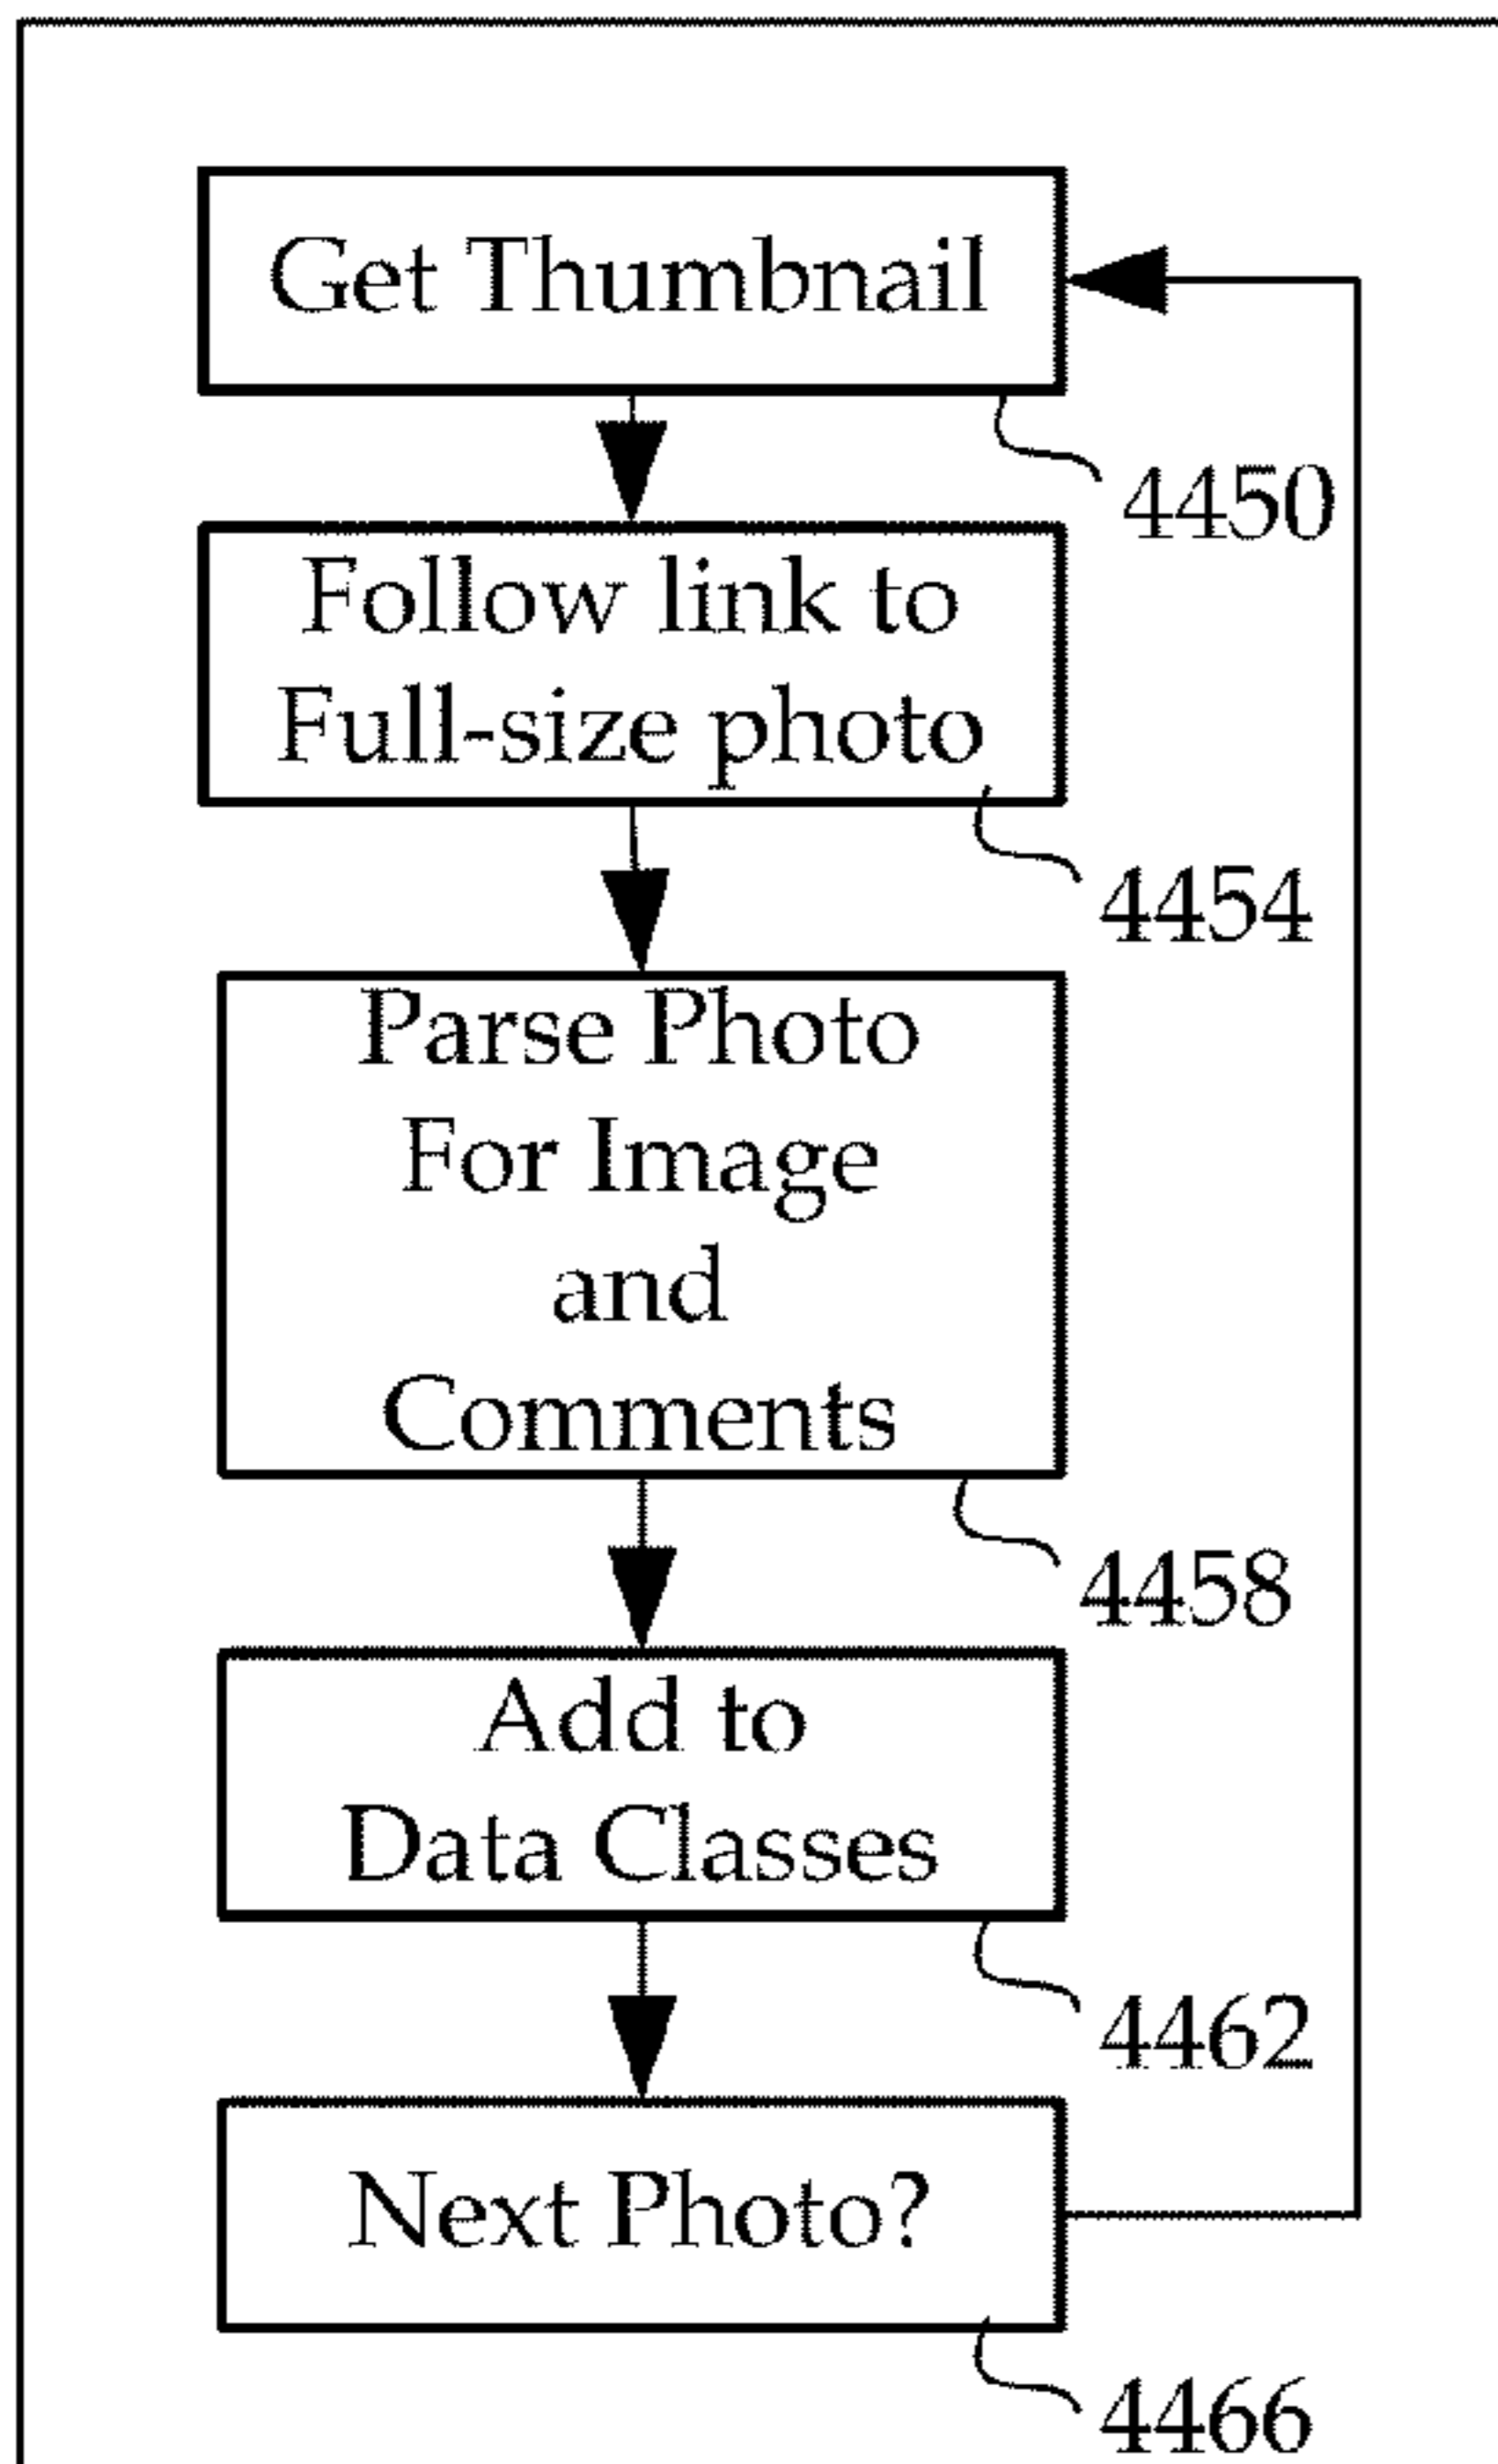 Get Thumbnail
4450
Follow link to
Full-size photo
4454
Parse Photo
For Image
and
Comments
4458
Add to
Data Classes
4462
Next Photo?
4466